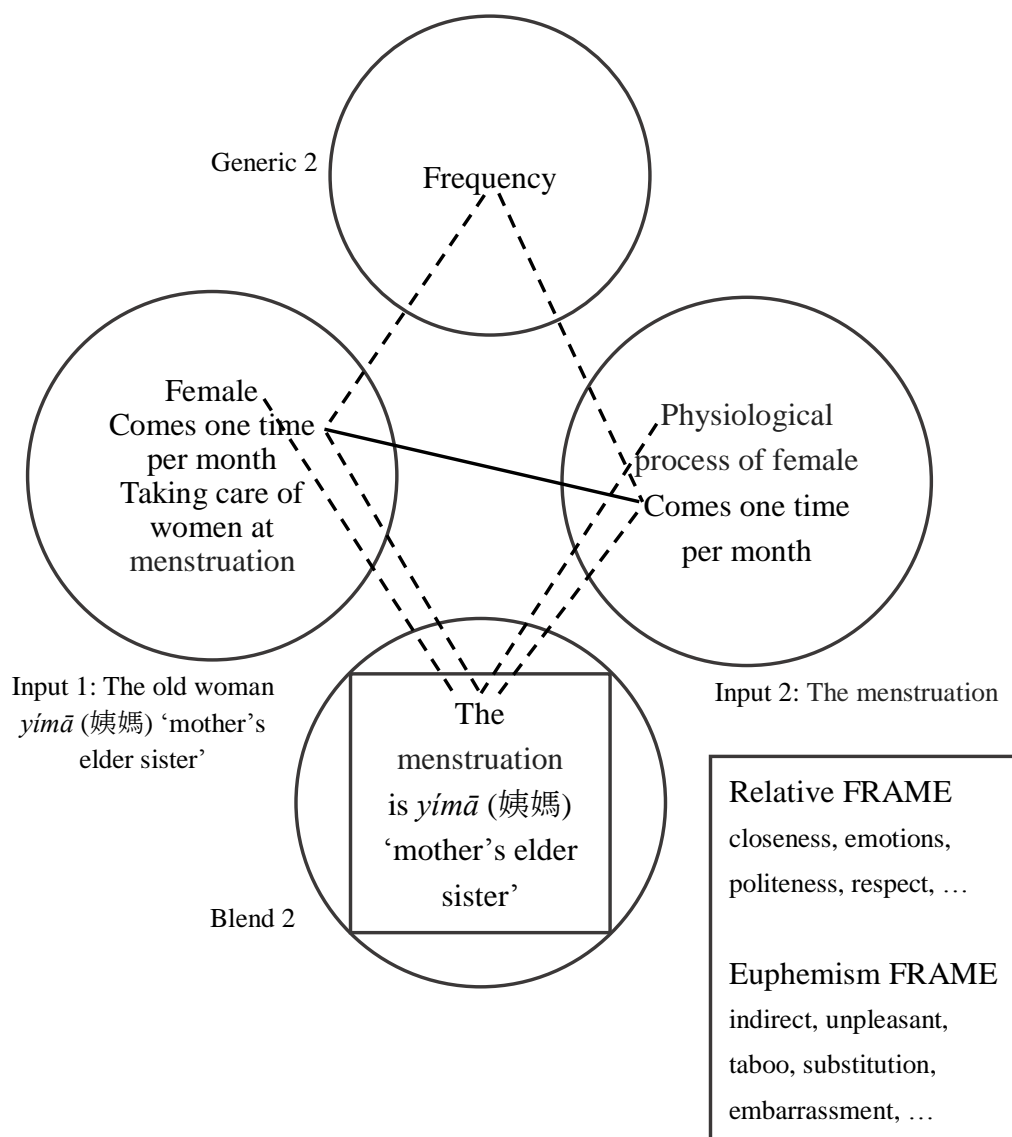 Generic 2
Frequency
Female
Comes one time
per month
Taking care of
women at
menstruation
Physiological
process of female
Comes one time
per month
Input 1: The old woman
yímā (姨媽) ‘mother’s
elder sister’
Input 2: The menstruation
The
menstruation
is yímā (姨媽)
‘mother’s elder
sister’
Blend 2
Relative FRAME
closeness, emotions,
politeness, respect, …
Euphemism FRAME
indirect, unpleasant,
taboo, substitution,
embarrassment, …